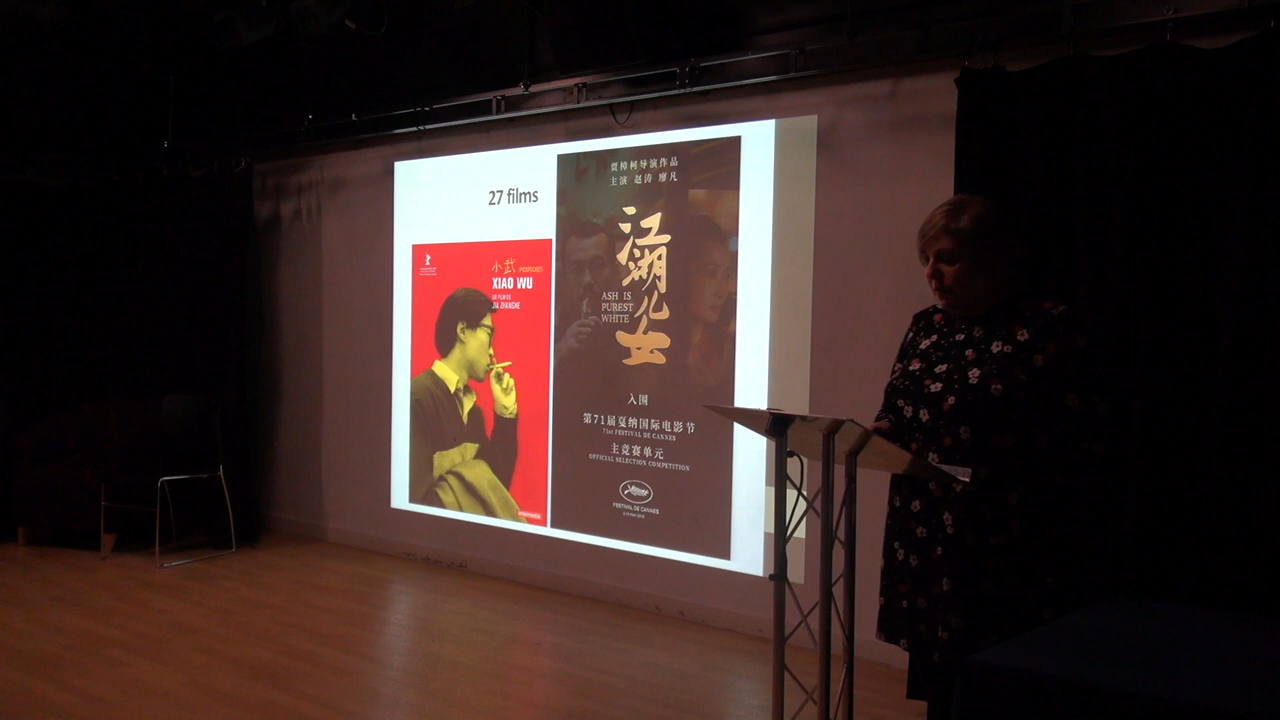 27 films
小武 (PICKPOCKET)
XIAO WU
UN FILM DE
JIA ZHANGKE
贾樟柯导演作品
主演 赵涛 廖凡
江湖儿女
ASH IS
PUREST
WHITE
入围
第71届戛纳国际电影节
71st FESTIVAL DE CANNES
主竞赛单元
OFFICIAL SELECTION COMPETITION
FESTIVAL DE CANNES